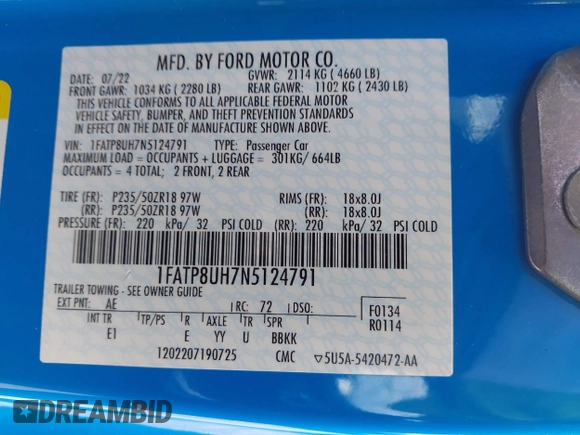 MFD. BY FORD MOTOR CO.
DATE: 07/22 GVWR: 2114 KG ( 4660 LB)
FRONT GAWR: 1034 KG ( 2280 LB) REAR GAWR: 1102 KG ( 2430 LB)
THIS VEHICLE CONFORMS TO ALL APPLICABLE FEDERAL MOTOR
VEHICLE SAFETY, BUMPER, AND THEFT PREVENTION STANDARDS
IN EFFECT ON THE DATE OF MANUFACTURE SHOWN ABOVE.
VIN: 1FATP8UH7N5124791 TYPE: Passenger Car
MAXIMUM LOAD = OCCUPANTS + LUGGAGE = 301KG/ 664LB
OCCUPANTS = 4 TOTAL; 2 FRONT, 2 REAR
TIRE (FR): P235/50ZR18 97W RIMS (FR): 18x8.0J
(RR): P235/50ZR18 97W (RR): 18x8.0J
PRESSURE (FR): 220 kPa/ 32 PSI COLD (RR): 220 kPa/ 32 PSI COLD
1FATP8UH7N5124791
TRAILER TOWING - SEE OWNER GUIDE
EXT PNT: AE RC: 72 DSO: F0134
INT TR TP/PS R AXLE TR SPR R0114
E1 E YY U BBKK
1202207190725 CMC ▽5U5A-5420472-AA
DREAMBID